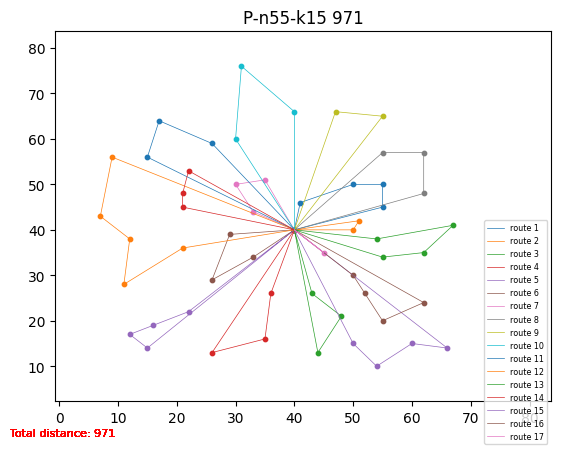 P-n55-k15 971
80
70
60
50
40
30
20
10
0 10 20 30 40 50 60 70 80
route 1
route 2
route 3
route 4
route 5
route 6
route 7
route 8
route 9
route 10
route 11
route 12
route 13
route 14
route 15
route 16
route 17
Total distance: 971